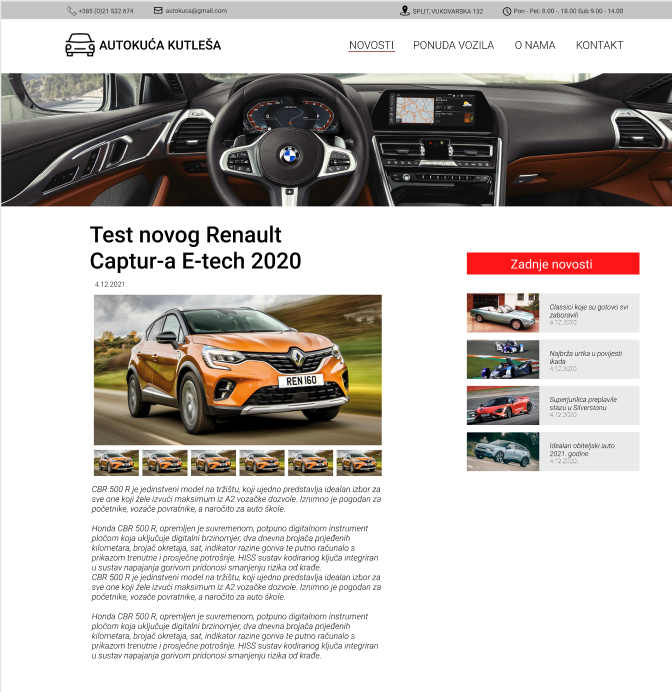 +385 (0)21 532 674
autokuca@gmail.com
SPLIT, VUKOVARSKA 132
Pon - Pet: 8.00 -. 18.00 Sub 9.00 - 14.00
AUTOKUĆA KUTLEŠA
NOVOSTI
PONUDA VOZILA
O NAMA
KONTAKT
Test novog Renault
Captur-a E-tech 2020
4.12.2021.
REN 160
CBR 500 R je jedinstveni model na tržištu, koji ujedno predstavlja idealan izbor za
sve one koji žele izvući maksimum iz A2 vozačke dozvole. Iznimno je pogodan za
početnike, vozače povratnike, a naročito za auto škole.
Honda CBR 500 R, opremljen je suvremenom, potpuno digitalnom instrument
pločom koja uključuje digitalni brzinomjer, dva dnevna brojača prijeđenih
kilometara, brojač okretaja, sat, indikator razine goriva te putno računalo s
prikazom trenutne i prosječne potrošnje. HISS sustav kodiranog ključa integriran
u sustav napajanja gorivom pridonosi smanjenju rizika od krađe.
CBR 500 R je jedinstveni model na tržištu, koji ujedno predstavlja idealan izbor za
sve one koji žele izvući maksimum iz A2 vozačke dozvole. Iznimno je pogodan za
početnike, vozače povratnike, a naročito za auto škole.
Honda CBR 500 R, opremljen je suvremenom, potpuno digitalnom instrument
pločom koja uključuje digitalni brzinomjer, dva dnevna brojača prijeđenih
kilometara, brojač okretaja, sat, indikator razine goriva te putno računalo s
prikazom trenutne i prosječne potrošnje. HISS sustav kodiranog ključa integriran
u sustav napajanja gorivom pridonosi smanjenju rizika od krađe.
Zadnje novosti
Classici koje su gotovo svi
zaboravili
4.12.2020.
Najbrža urtka u povijesti
ikada
4.12.2020.
Superjurilica preplavile
stazu u Silverstonu
4.12.2020.
Idealan obiteljski auto
2021. godine
4.12.2020.